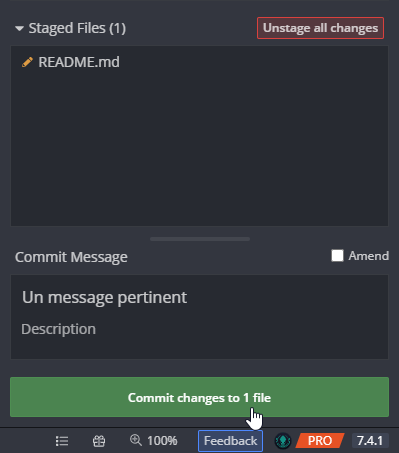 Staged Files (1)
Unstage all changes
README.md
Commit Message
Amend
Un message pertinent
Description
Commit changes to 1 file
100%
Feedback
PRO
7.4.1